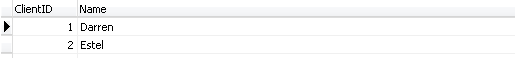 ClientID Name
1 Darren
2 Estel